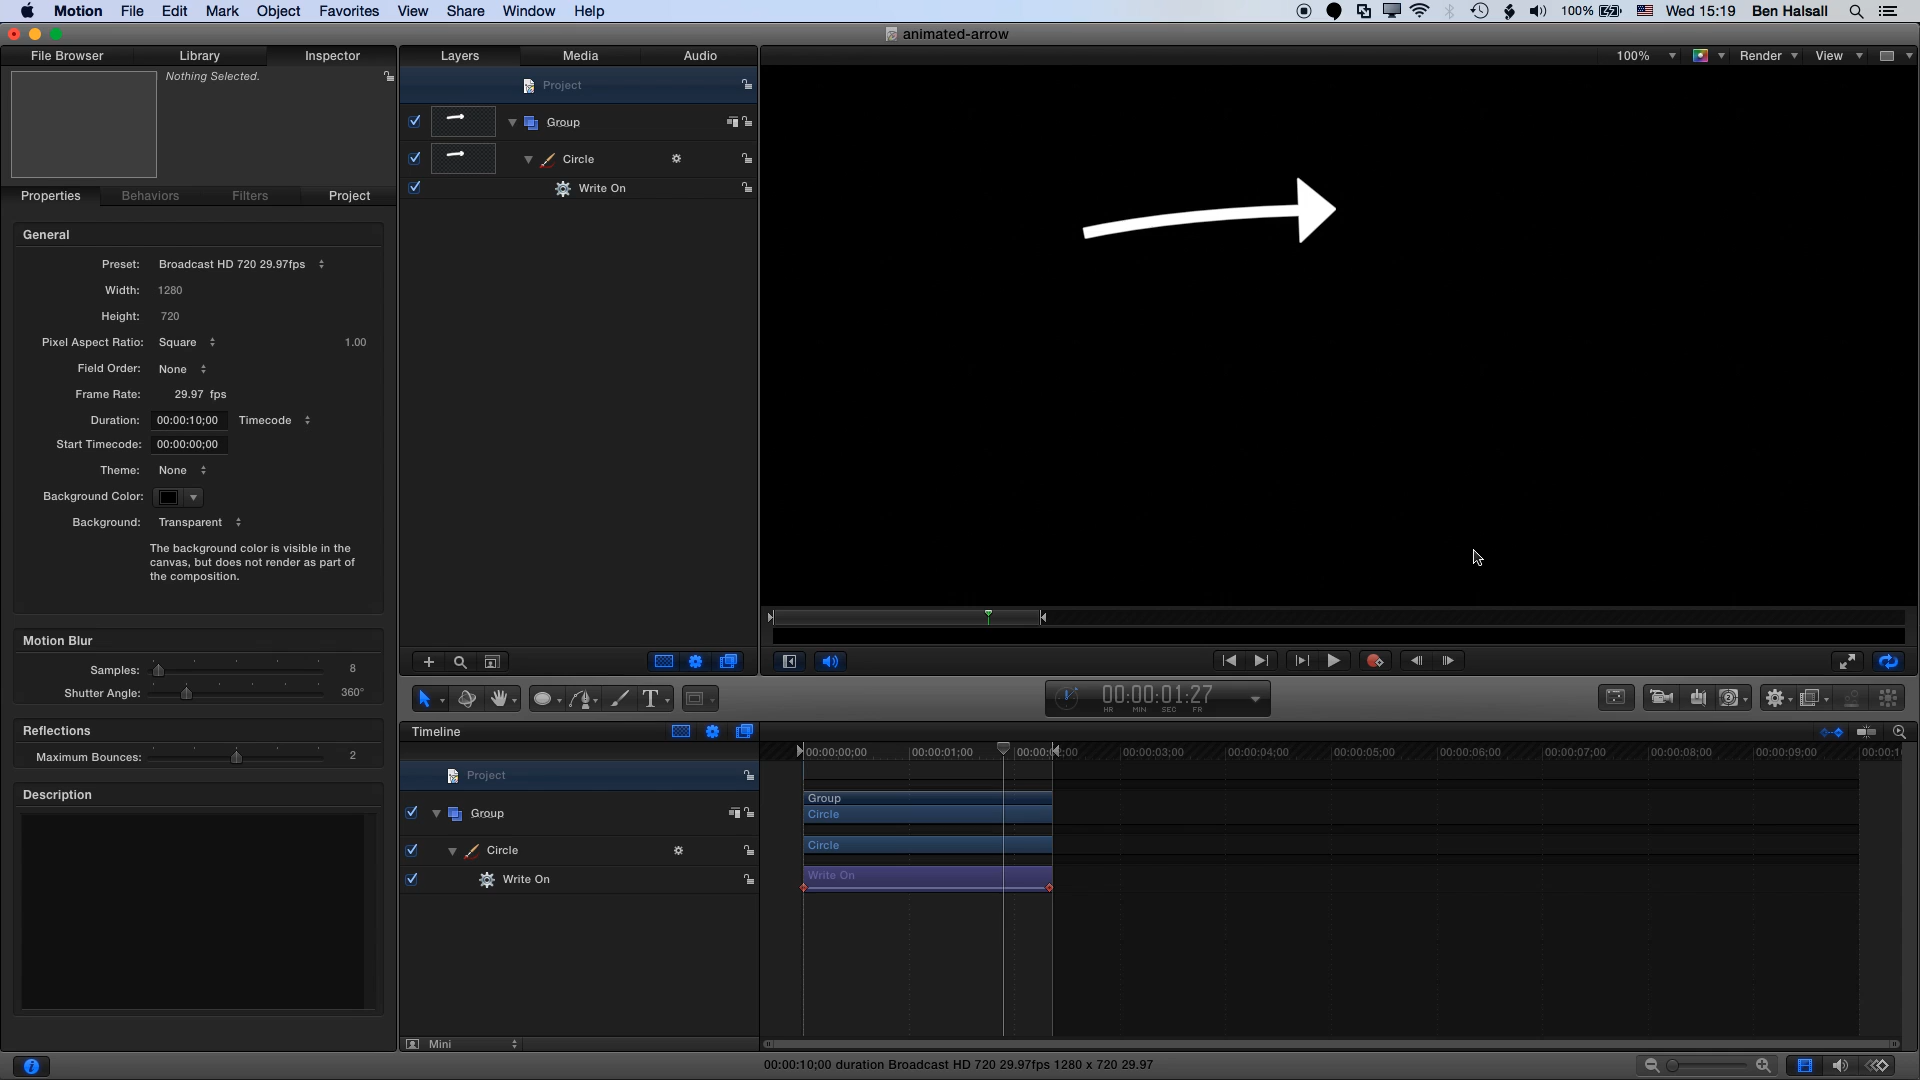 Motion File Edit Mark Object Favorites View Share Window Help 100% Wed 15:19 Ben Halsall
animated-arrow
File Browser Library Inspector Layers Media Audio 100% Render View
Nothing Selected.
Project
Group
Circle
Write On
Properties Behaviors Filters Project
General
Preset: Broadcast HD 720 29.97fps
Width: 1280
Height: 720
Pixel Aspect Ratio: Square 1.00
Field Order: None
Frame Rate: 29.97 fps
Duration: 00:00:10;00 Timecode
Start Timecode: 00:00:00;00
Theme: None
Background Color:
Background: Transparent
The background color is visible in the
canvas, but does not render as part of
the composition.
Motion Blur
Samples: 8
Shutter Angle: 360°
Reflections
Maximum Bounces: 2
Description
T
00:00:01:27
HR MIN SEC FR
Timeline
00:00:00;00 00:00:01;00 00:00:03;00 00:00:04;00 00:00:05;00 00:00:06;00 00:00:07;00 00:00:08;00 00:00:09;00
Project
Group Group
Circle
Circle Circle
Write On Write On
Mini
00:00:10;00 duration Broadcast HD 720 29.97fps 1280 x 720 29.97